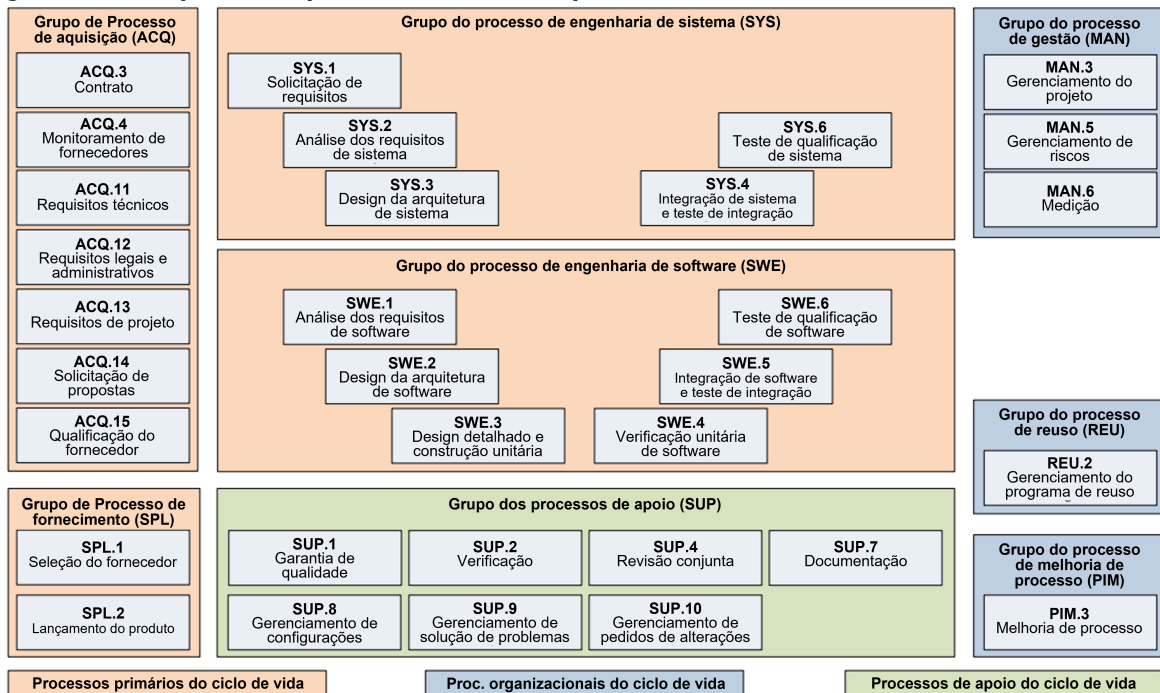 Grupo de Processo
de aquisição (ACQ)
ACQ.3
Contrato
ACQ.4
Monitoramento de
fornecedores
ACQ.11
Requisitos técnicos
ACQ.12
Requisitos legais e
administrativos
ACQ.13
Requisitos de projeto
ACQ.14
Solicitação de
propostas
ACQ.15
Qualificação do
fornecedor
Grupo do processo de engenharia de sistema (SYS)
SYS.1
Solicitação de
requisitos
SYS.2
Análise dos requisitos
de sistema
SYS.3
Design da arquitetura
de sistema
SYS.6
Teste de qualificação
de sistema
SYS.4
Integração de sistema
e teste de integração
Grupo do processo de engenharia de software (SWE)
SWE.1
Análise dos requisitos
de software
SWE.2
Design da arquitetura
de software
SWE.3
Design detalhado e
construção unitária
SWE.6
Teste de qualificação
de software
SWE.5
Integração de software
e teste de integração
SWE.4
Verificação unitária
de software
Grupo do processo
de gestão (MAN)
MAN.3
Gerenciamento do
projeto
MAN.5
Gerenciamento de
riscos
MAN.6
Medição
Grupo do processo
de reuso (REU)
REU.2
Gerenciamento do
programa de reuso
Grupo de Processo de
fornecimento (SPL)
SPL.1
Seleção do fornecedor
SPL.2
Lançamento do produto
Grupo dos processos de apoio (SUP)
SUP.1
Garantia de
qualidade
SUP.2
Verificação
SUP.4
Revisão conjunta
SUP.7
Documentação
SUP.8
Gerenciamento de
configurações
SUP.9
Gerenciamento de
solução de problemas
SUP.10
Gerenciamento de
pedidos de alterações
Grupo do processo
de melhoria de
processo (PIM)
PIM.3
Melhoria de processo
Processos primários do ciclo de vida
Proc. organizacionais do ciclo de vida
Processos de apoio do ciclo de vida